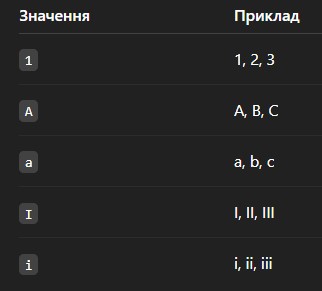 Значення Приклад
1 1, 2, 3
A A, B, C
a a, b, c
I I, II, III
i i, ii, iii